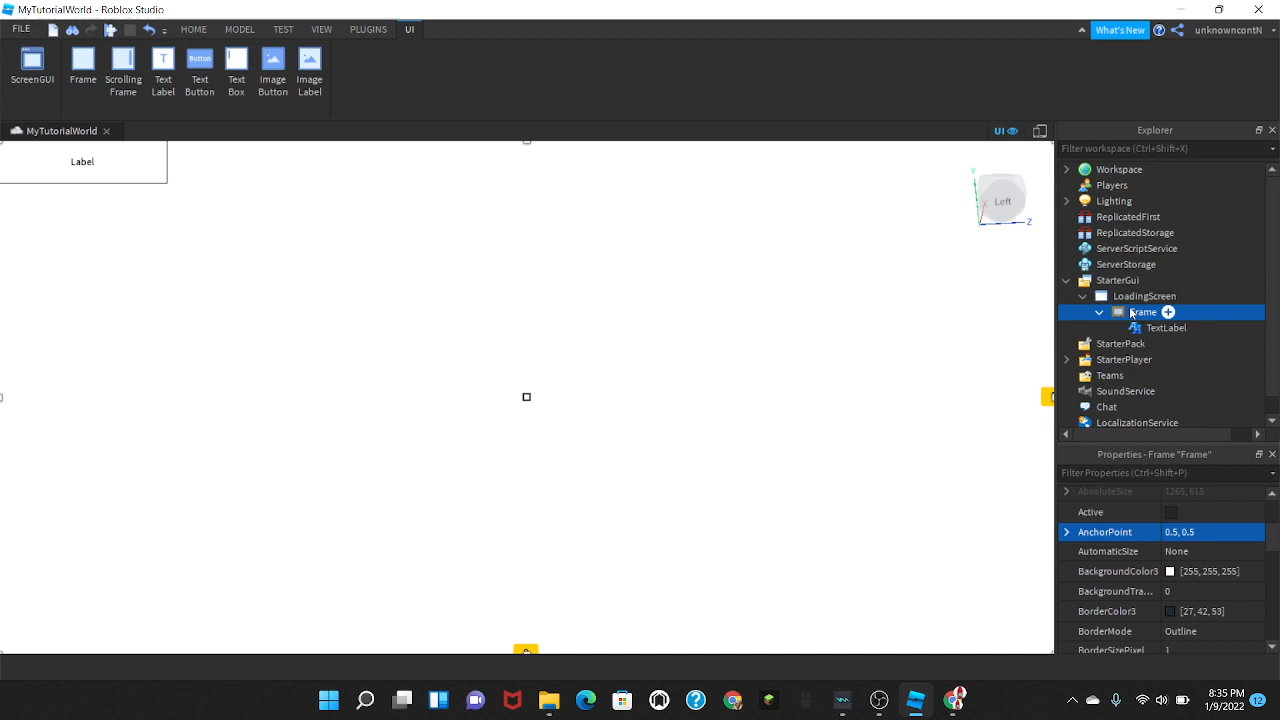 MyTutorialWorld - Roblox Studio
FILE
HOME
MODEL
TEST
VIEW
PLUGINS
UI
What's New
unknowncontN
ScreenGUI
Frame
Scrolling Frame
Text Label
Button
Text Button
Text Box
Image Button
Image Label
MyTutorialWorld
UI
Explorer
Filter workspace (Ctrl+Shift+X)
Label
Y
X
Left
Z
Workspace
Players
Lighting
ReplicatedFirst
ReplicatedStorage
ServerScriptService
ServerStorage
StarterGui
LoadingScreen
Frame
TextLabel
StarterPack
StarterPlayer
Teams
SoundService
Chat
LocalizationService
Properties - Frame "Frame"
Filter Properties (Ctrl+Shift+P)
AbsoluteSize 1265, 615
Active
AnchorPoint 0.5, 0.5
AutomaticSize None
BackgroundColor3 [255, 255, 255]
BackgroundTra... 0
BorderColor3 [27, 42, 53]
BorderMode Outline
BorderSizePixel 1
8:35 PM
1/9/2022
12